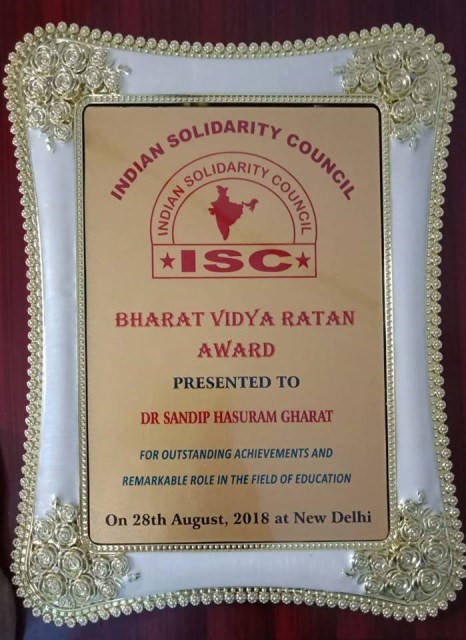 INDIAN SOLIDARITY COUNCIL
INDIAN SOLIDARITY COUNCIL
★ISC★
BHARAT VIDYA RATAN
AWARD
PRESENTED TO
DR SANDIP HASURAM GHARAT
FOR OUTSTANDING ACHIEVEMENTS AND
REMARKABLE ROLE IN THE FIELD OF EDUCATION
On 28th August, 2018 at New Delhi